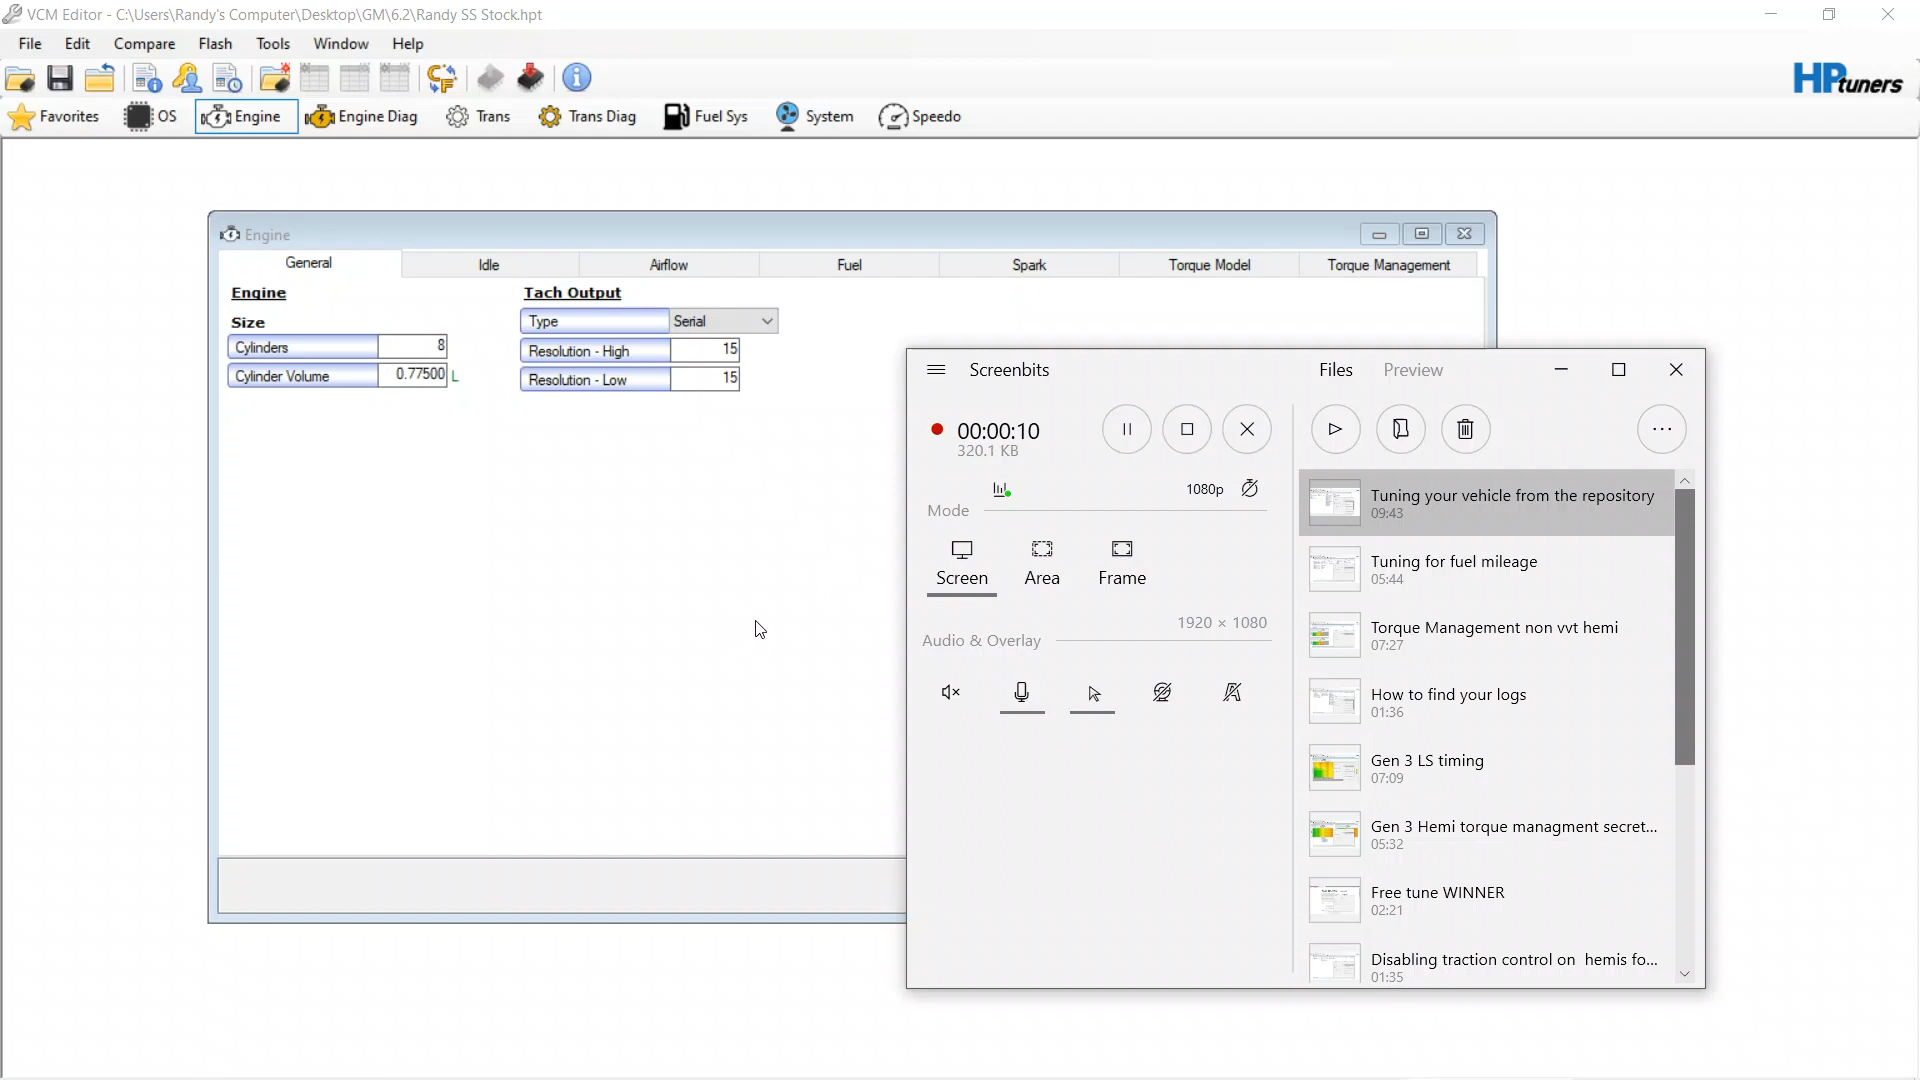 VCM Editor - C:\Users\Randy's Computer\Desktop\GM\6.2\Randy SS Stock.hpt
File Edit Compare Flash Tools Window Help
HPtuners
Favorites OS Engine Engine Diag Trans Trans Diag Fuel Sys System Speedo
Engine
General Idle Airflow Fuel Spark Torque Model Torque Management
Engine
Size
Cylinders 8
Cylinder Volume 0.77500 L
Tach Output
Type Serial
Resolution - High 15
Resolution - Low 15
Screenbits
Files Preview
00:00:10
320.1 KB
1080p
Mode
Screen Area Frame
1920 × 1080
Audio & Overlay
Tuning your vehicle from the repository
09:43
Tuning for fuel mileage
05:44
Torque Management non vvt hemi
07:27
How to find your logs
01:36
Gen 3 LS timing
07:09
Gen 3 Hemi torque managment secret...
05:32
Free tune WINNER
02:21
Disabling traction control on hemis fo...
01:35